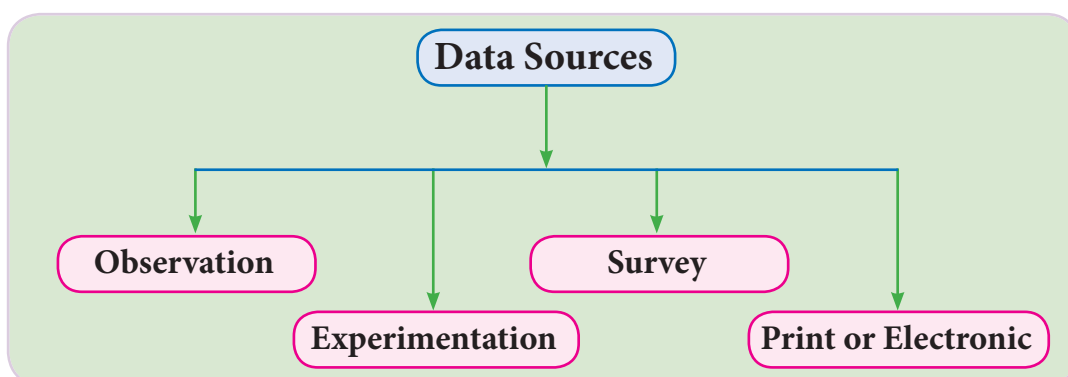 Data Sources
Observation
Survey
Experimentation
Print or Electronic